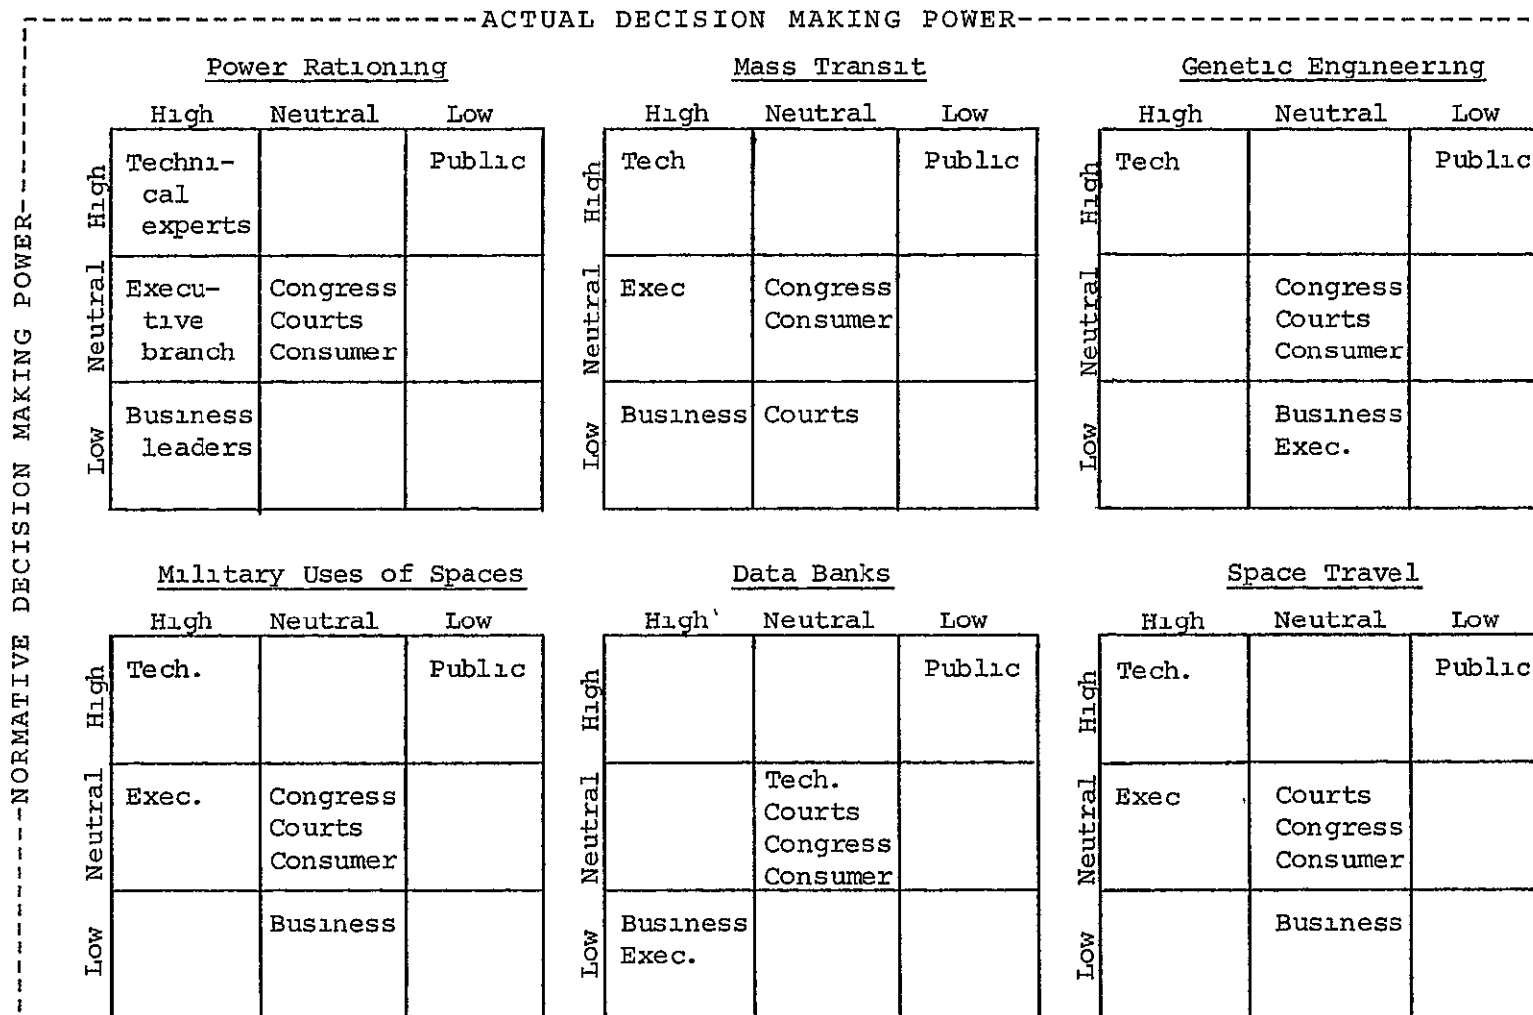 ACTUAL DECISION MAKING POWER
NORMATIVE DECISION MAKING POWER
Power Rationing
High Neutral Low
High
Techni-
cal
experts
Public
Neutral
Execu-
tive
branch
Congress
Courts
Consumer
Low
Business
leaders
Mass Transit
High Neutral Low
High
Tech
Public
Neutral
Exec
Congress
Consumer
Low
Business
Courts
Genetic Engineering
High Neutral Low
High
Tech
Public
Neutral
Congress
Courts
Consumer
Low
Business
Exec.
Military Uses of Spaces
High Neutral Low
High
Tech.
Public
Neutral
Exec.
Congress
Courts
Consumer
Low
Business
Data Banks
High Neutral Low
High
Public
Neutral
Tech.
Courts
Congress
Consumer
Low
Business
Exec.
Space Travel
High Neutral Low
High
Tech.
Public
Neutral
Exec
Courts
Congress
Consumer
Low
Business